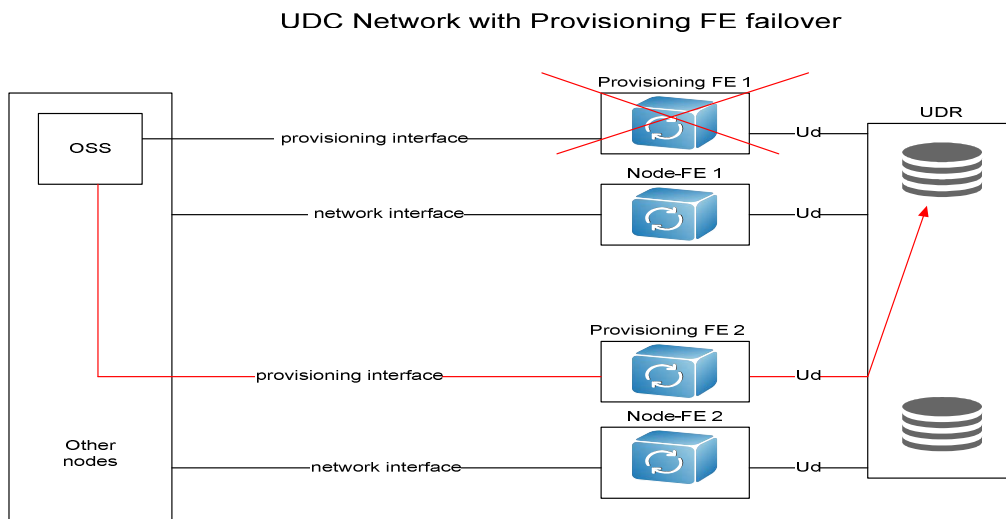 UDC Network with Provisioning FE failover
Provisioning FE 1
UDR
OSS
provisioning interface
Ud
Node-FE 1
network interface
Ud
Provisioning FE 2
provisioning interface
Ud
Node-FE 2
Other
nodes
network interface
Ud